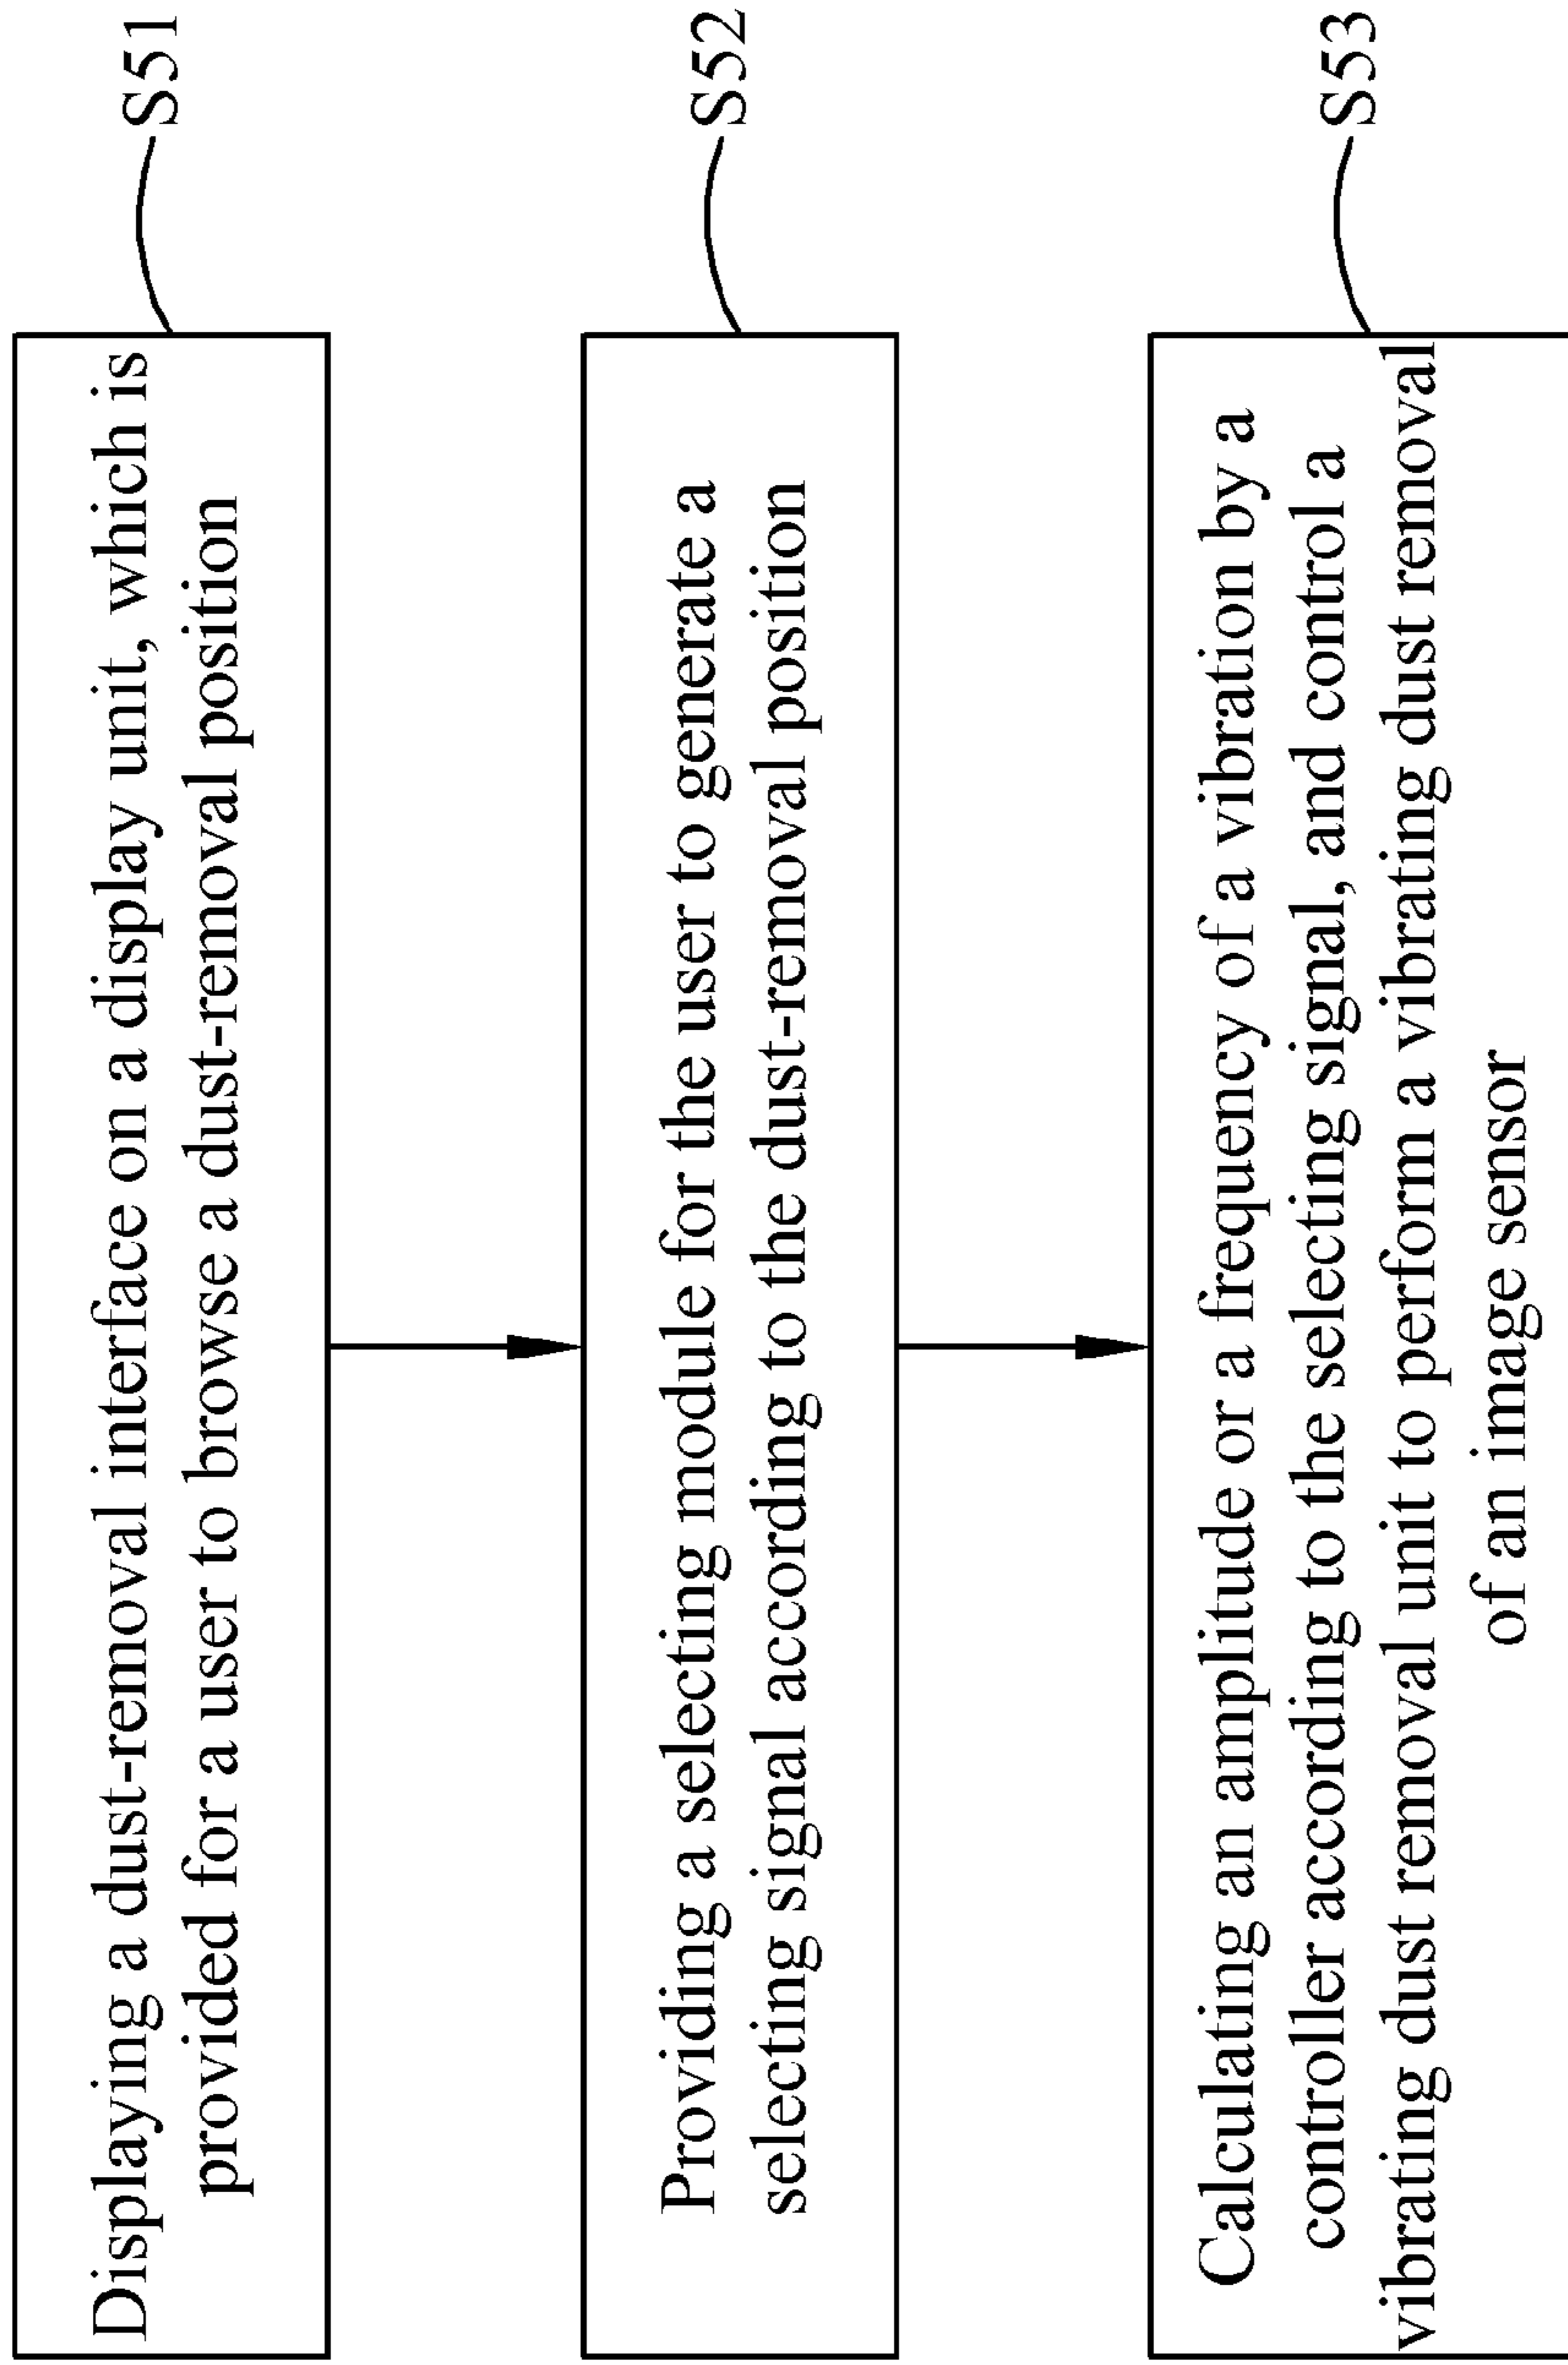 Displaying a dust-removal interface on a display unit, which is
provided for a user to browse a dust-removal position
S51
Providing a selecting module for the user to generate a
selecting signal according to the dust-removal position
S52
Calculating an amplitude or a frequency of a vibration by a
controller according to the selecting signal, and control a
vibrating dust removal unit to perform a vibrating dust removal
of an image sensor
S53